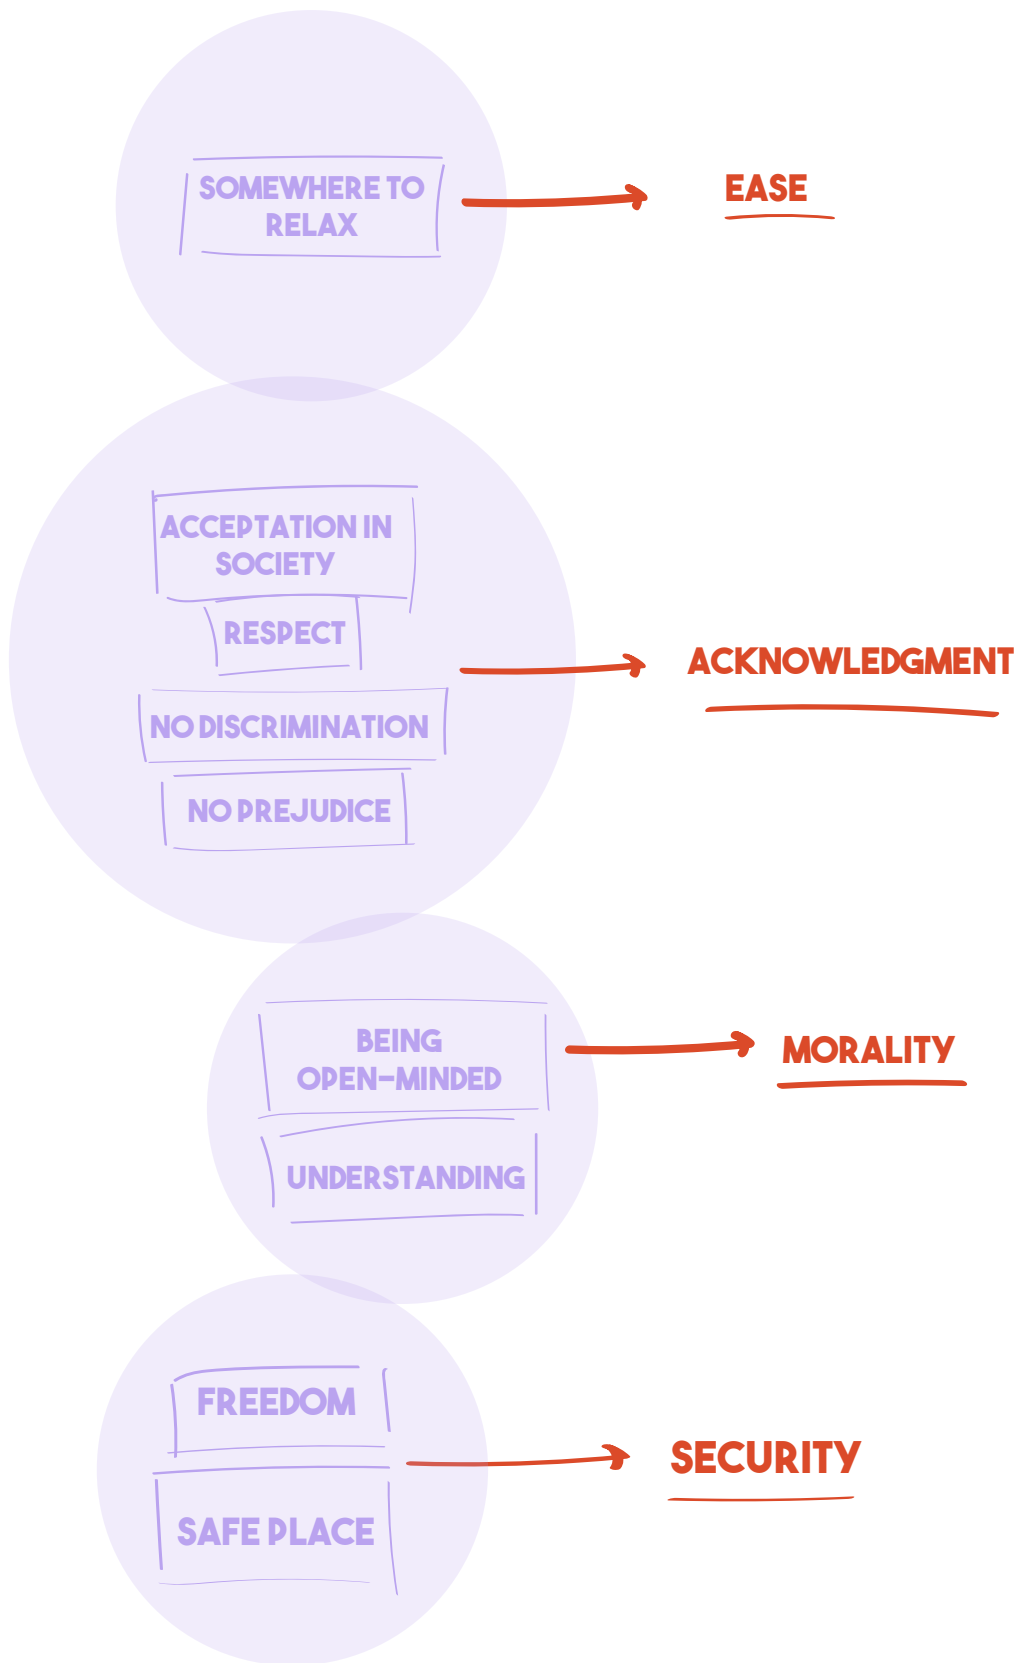 SOMEWHERE TO
RELAX
EASE
ACCEPTATION IN
SOCIETY
RESPECT
NO DISCRIMINATION
NO PREJUDICE
ACKNOWLEDGMENT
BEING
OPEN-MINDED
UNDERSTANDING
MORALITY
FREEDOM
SAFE PLACE
SECURITY